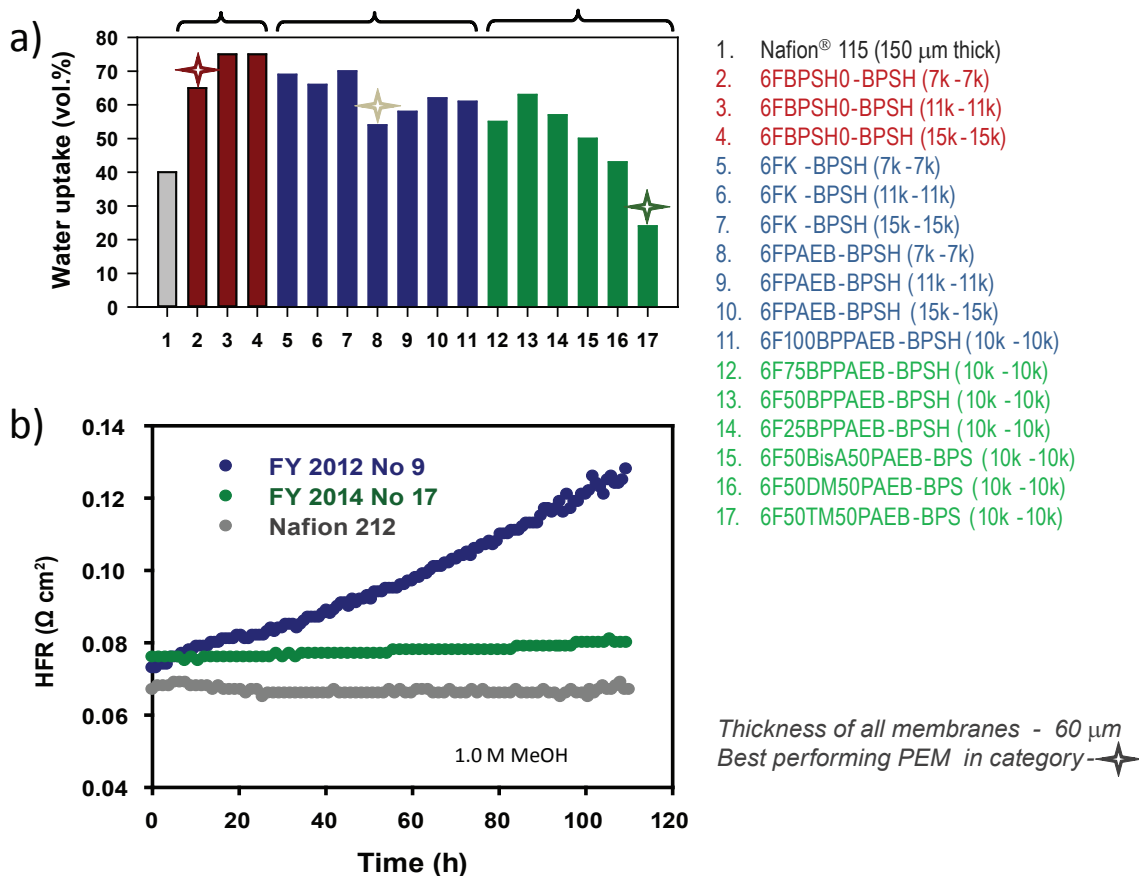 a)
Water uptake (vol.%)
80
70
60
50
40
30
20
10
0
1 2 3 4 5 6 7 8 9 10 11 12 13 14 15 16 17
1. Nafion® 115 (150 μm thick)
2. 6FBPSH0-BPSH (7k-7k)
3. 6FBPSH0-BPSH (11k-11k)
4. 6FBPSH0-BPSH (15k-15k)
5. 6FK -BPSH (7k-7k)
6. 6FK -BPSH (11k-11k)
7. 6FK -BPSH (15k-15k)
8. 6FPAEB-BPSH (7k-7k)
9. 6FPAEB-BPSH (11k-11k)
10. 6FPAEB-BPSH (15k-15k)
11. 6F100BPPAEB-BPSH (10k -10k)
12. 6F75BPPAEB-BPSH (10k -10k)
13. 6F50BPPAEB-BPSH (10k -10k)
14. 6F25BPPAEB-BPSH (10k -10k)
15. 6F50BisA50PAEB-BPS (10k -10k)
16. 6F50DM50PAEB-BPS (10k -10k)
17. 6F50TM50PAEB-BPS (10k -10k)
b)
HFR (Ω cm²)
0.14
0.12
0.10
0.08
0.06
0.04
FY 2012 No 9
FY 2014 No 17
Nafion 212
1.0 M MeOH
0 20 40 60 80 100 120
Time (h)
Thickness of all membranes - 60 μm
Best performing PEM in category-